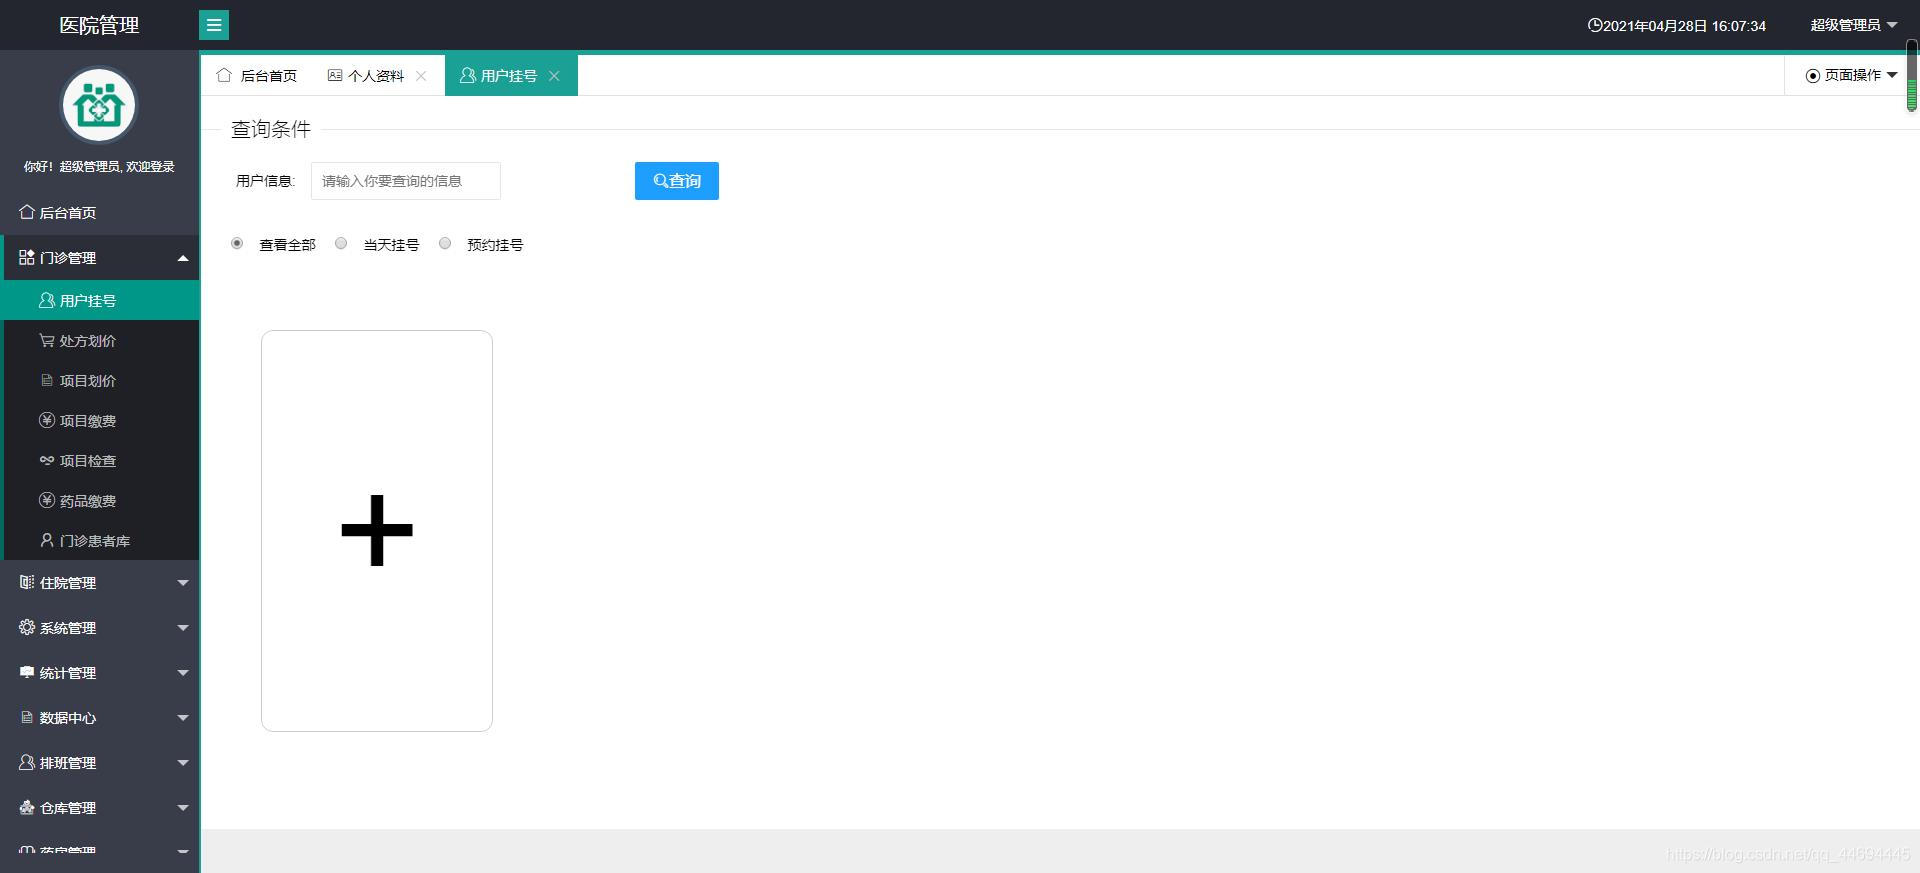 医院管理
2021年04月28日 16:07:34
超级管理员
后台首页
个人资料
用户挂号
页面操作
你好！超级管理员, 欢迎登录
后台首页
门诊管理
用户挂号
处方划价
项目划价
项目缴费
项目检查
药品缴费
门诊患者库
住院管理
系统管理
统计管理
数据中心
排班管理
仓库管理
药房管理
查询条件
用户信息:
请输入你要查询的信息
查询
查看全部
当天挂号
预约挂号
https://blog.csdn.net/qq_44694445